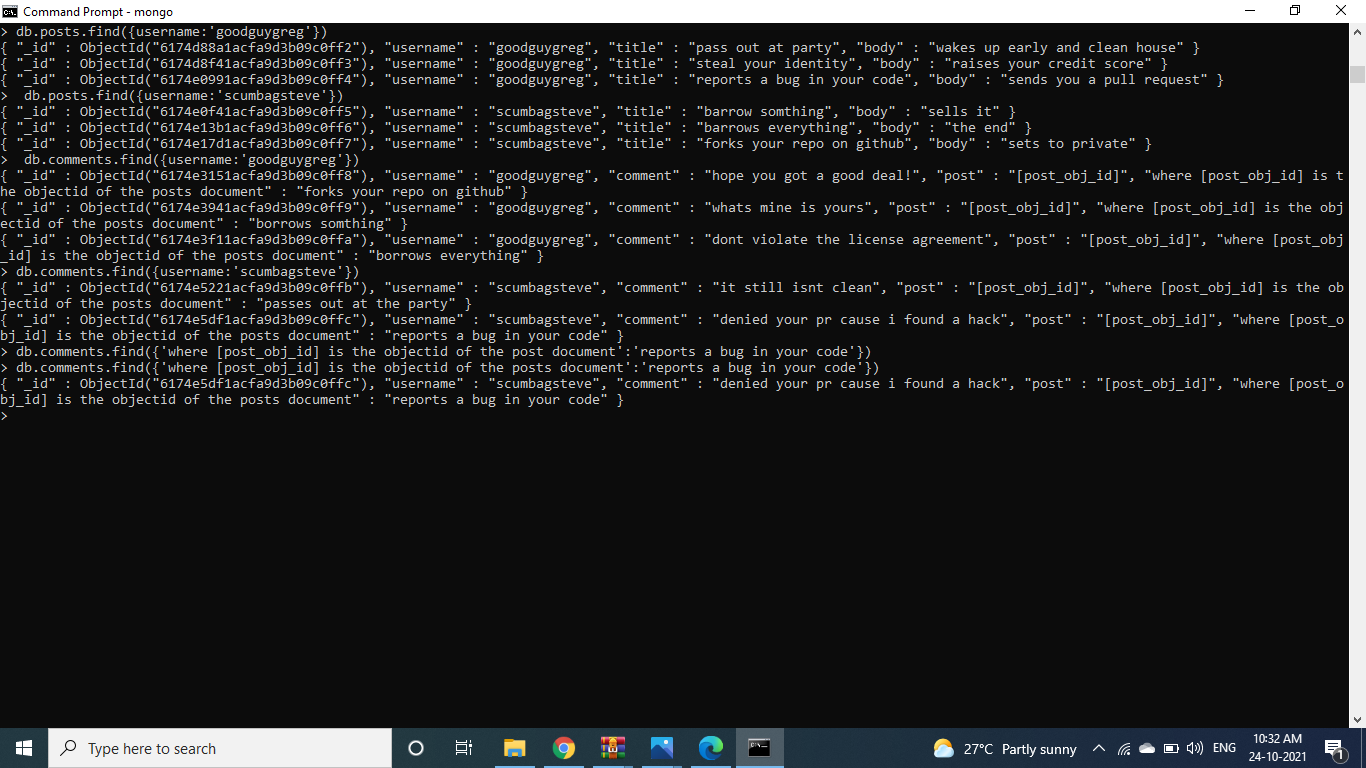 Command Prompt - mongo
> db.posts.find({username:'goodguygreg'})
{ "_id" : ObjectId("6174d88a1acfa9d3b09c0ff2"), "username" : "goodguygreg", "title" : "pass out at party", "body" : "wakes up early and clean house" }
{ "_id" : ObjectId("6174d8f41acfa9d3b09c0ff3"), "username" : "goodguygreg", "title" : "steal your identity", "body" : "raises your credit score" }
{ "_id" : ObjectId("6174e0991acfa9d3b09c0ff4"), "username" : "goodguygreg", "title" : "reports a bug in your code", "body" : "sends you a pull request" }
>  db.posts.find({username:'scumbagsteve'})
{ "_id" : ObjectId("6174e0f41acfa9d3b09c0ff5"), "username" : "scumbagsteve", "title" : "barrow somthing", "body" : "sells it" }
{ "_id" : ObjectId("6174e13b1acfa9d3b09c0ff6"), "username" : "scumbagsteve", "title" : "barrows everything", "body" : "the end" }
{ "_id" : ObjectId("6174e17d1acfa9d3b09c0ff7"), "username" : "scumbagsteve", "title" : "forks your repo on github", "body" : "sets to private" }
>  db.comments.find({username:'goodguygreg'})
{ "_id" : ObjectId("6174e3151acfa9d3b09c0ff8"), "username" : "goodguygreg", "comment" : "hope you got a good deal!", "post" : "[post_obj_id]", "where [post_obj_id] is t
he objectid of the posts document" : "forks your repo on github" }
{ "_id" : ObjectId("6174e3941acfa9d3b09c0ff9"), "username" : "goodguygreg", "comment" : "whats mine is yours", "post" : "[post_obj_id]", "where [post_obj_id] is the obj
ectid of the posts document" : "borrows somthing" }
{ "_id" : ObjectId("6174e3f11acfa9d3b09c0ffa"), "username" : "goodguygreg", "comment" : "dont violate the license agreement", "post" : "[post_obj_id]", "where [post_obj
_id] is the objectid of the posts document" : "borrows everything" }
> db.comments.find({username:'scumbagsteve'})
{ "_id" : ObjectId("6174e5221acfa9d3b09c0ffb"), "username" : "scumbagsteve", "comment" : "it still isnt clean", "post" : "[post_obj_id]", "where [post_obj_id] is the ob
jectid of the posts document" : "passes out at the party" }
{ "_id" : ObjectId("6174e5df1acfa9d3b09c0ffc"), "username" : "scumbagsteve", "comment" : "denied your pr cause i found a hack", "post" : "[post_obj_id]", "where [post_o
bj_id] is the objectid of the posts document" : "reports a bug in your code" }
> db.comments.find({'where [post_obj_id] is the objectid of the post document':'reports a bug in your code'})
> db.comments.find({'where [post_obj_id] is the objectid of the posts document':'reports a bug in your code'})
{ "_id" : ObjectId("6174e5df1acfa9d3b09c0ffc"), "username" : "scumbagsteve", "comment" : "denied your pr cause i found a hack", "post" : "[post_obj_id]", "where [post_o
bj_id] is the objectid of the posts document" : "reports a bug in your code" }
>
Type here to search
27°C Partly sunny
ENG
10:32 AM
24-10-2021
1